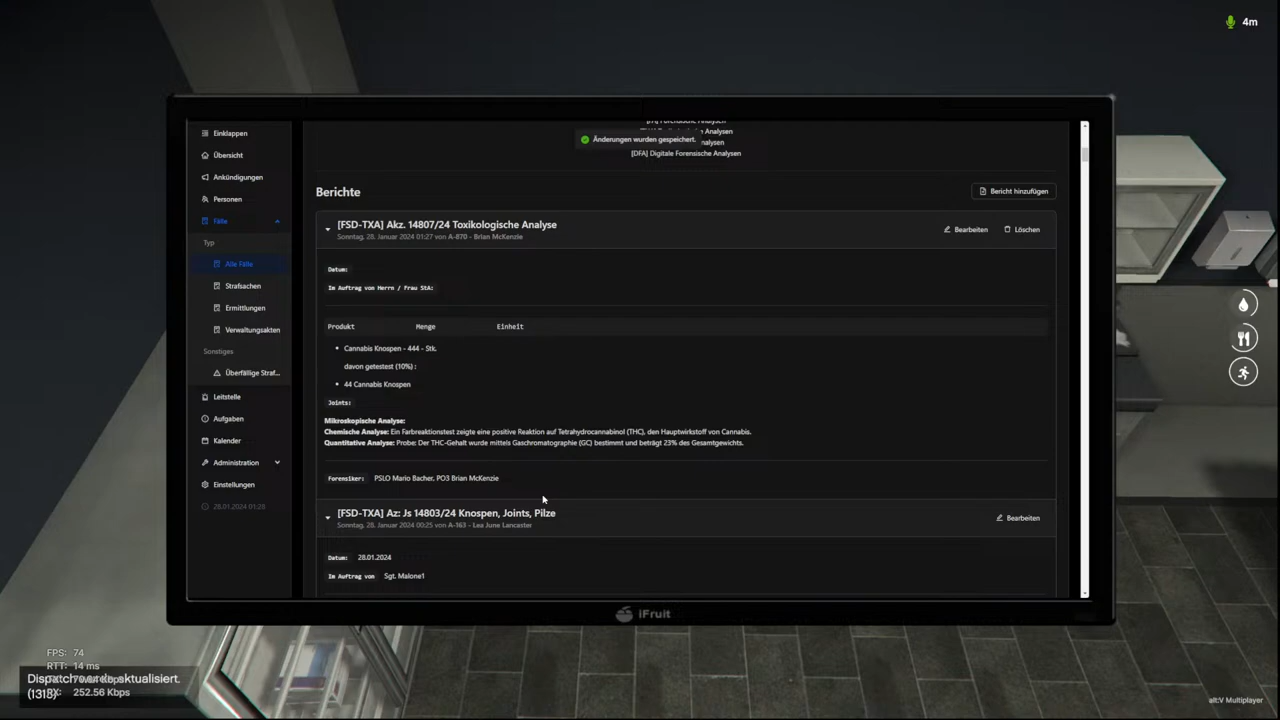 4m
Einklappen
Übersicht
Ankündigungen
Personen
Fälle
Typ
Alle Fälle
Strafsachen
Ermittlungen
Verwaltungsakten
Sonstiges
Überfällige Straf...
Leitstelle
Aufgaben
Kalender
Administration
Einstellungen
28.01.2024 01:28
Änderungen wurden gespeichert.
[DFA] Digitale Forensische Analysen
Berichte
Bericht hinzufügen
[FSD-TXA] Akz. 14807/24 Toxikologische Analyse
Sonntag, 28. Januar 2024 01:27 von A-870 - Brian McKenzie
Bearbeiten
Löschen
Datum:
Im Auftrag von Herrn / Frau StA:
Produkt Menge Einheit
Cannabis Knospen - 444 - Stk.
davon getestest (10%) :
44 Cannabis Knospen
Joints:
Mikroskopische Analyse:
Chemische Analyse: Ein Farbreaktionstest zeigte eine positive Reaktion auf Tetrahydrocannabinol (THC), den Hauptwirkstoff von Cannabis.
Quantitative Analyse: Probe: Der THC-Gehalt wurde mittels Gaschromatographie (GC) bestimmt und beträgt 23% des Gesamtgewichts.
Forensiker: PSLO Mario Bacher, PO3 Brian McKenzie
[FSD-TXA] Az: Js 14803/24 Knospen, Joints, Pilze
Sonntag, 28. Januar 2024 00:25 von A-163 - Lea June Lancaster
Bearbeiten
Datum: 28.01.2024
Im Auftrag von Sgt. Malone1
iFruit
FPS: 74
RTT: 14 ms
Dispatch wurde aktualisiert.
(1313)
252.56 Kbps
alt:V Multiplayer